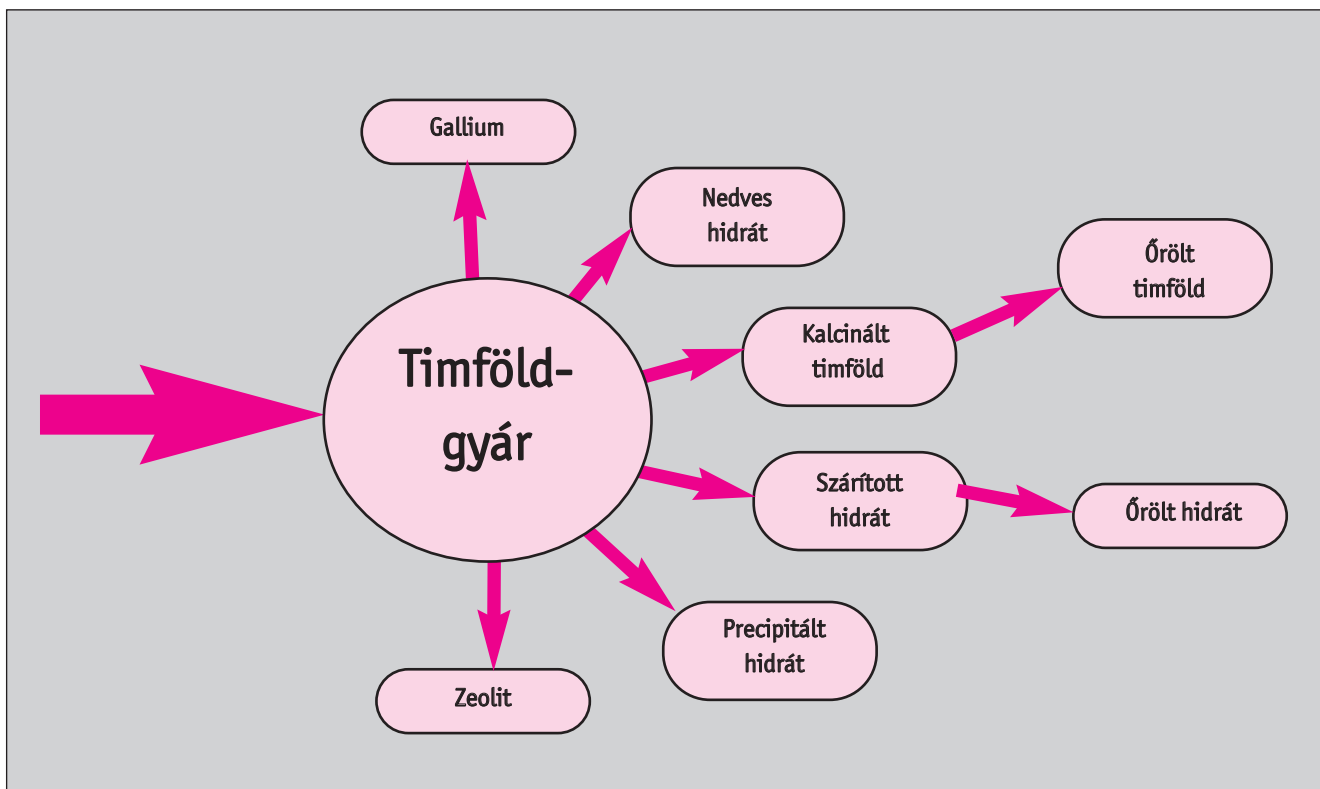 Gallium
Nedves
hidrát
Őrölt
timföld
Kalcinált
timföld
Timföld-
gyár
Szárított
hidrát
Őrölt hidrát
Precipitált
hidrát
Zeolit